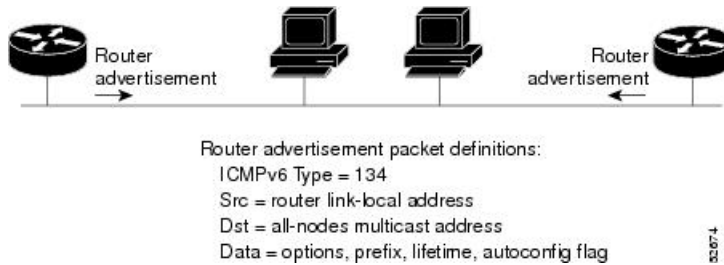 Router
advertisement
Router
advertisement
Router advertisement packet definitions:
ICMPv6 Type = 134
Src = router link-local address
Dst = all-nodes multicast address
Data = options, prefix, lifetime, autoconfig flag
52674